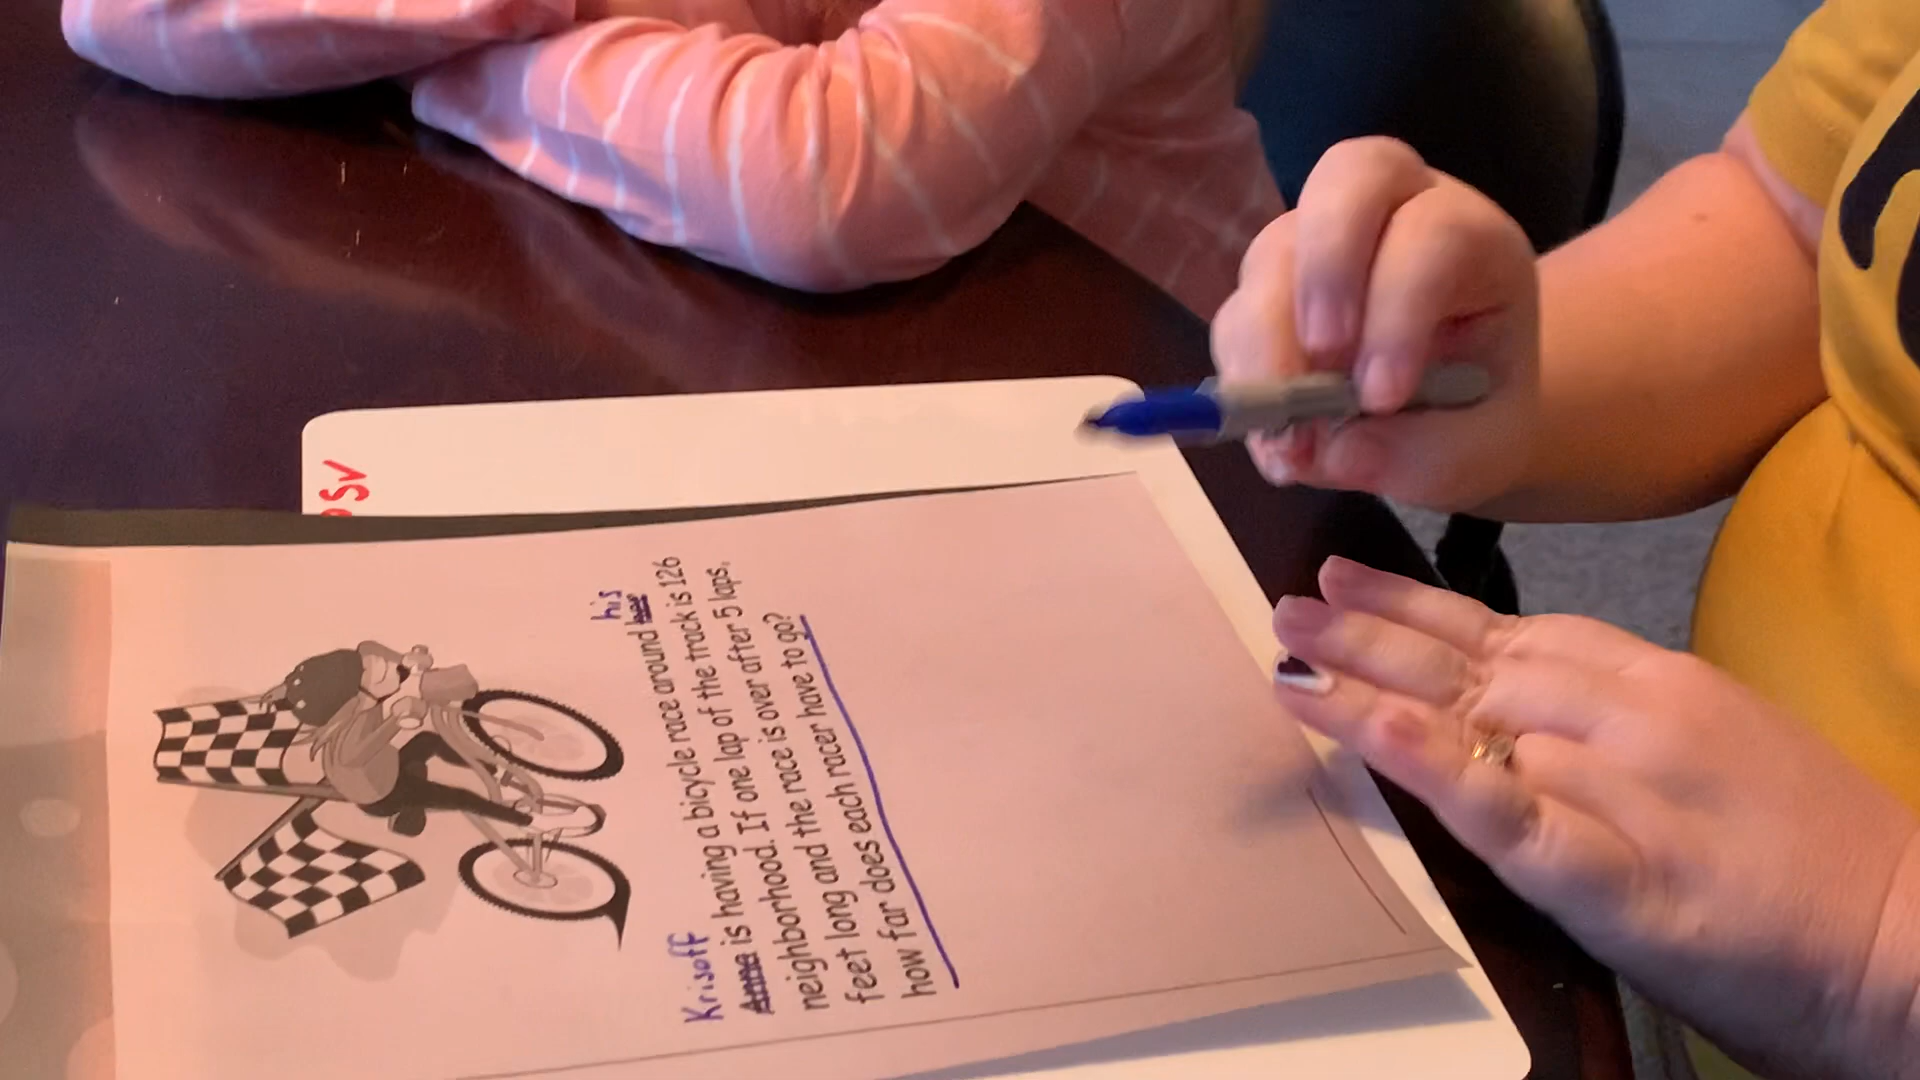 Krisoff his
Anna is having a bicycle race around her
neighborhood. If one lap of the track is 126
feet long and the race is over after 5 laps,
how far does each racer have to go?